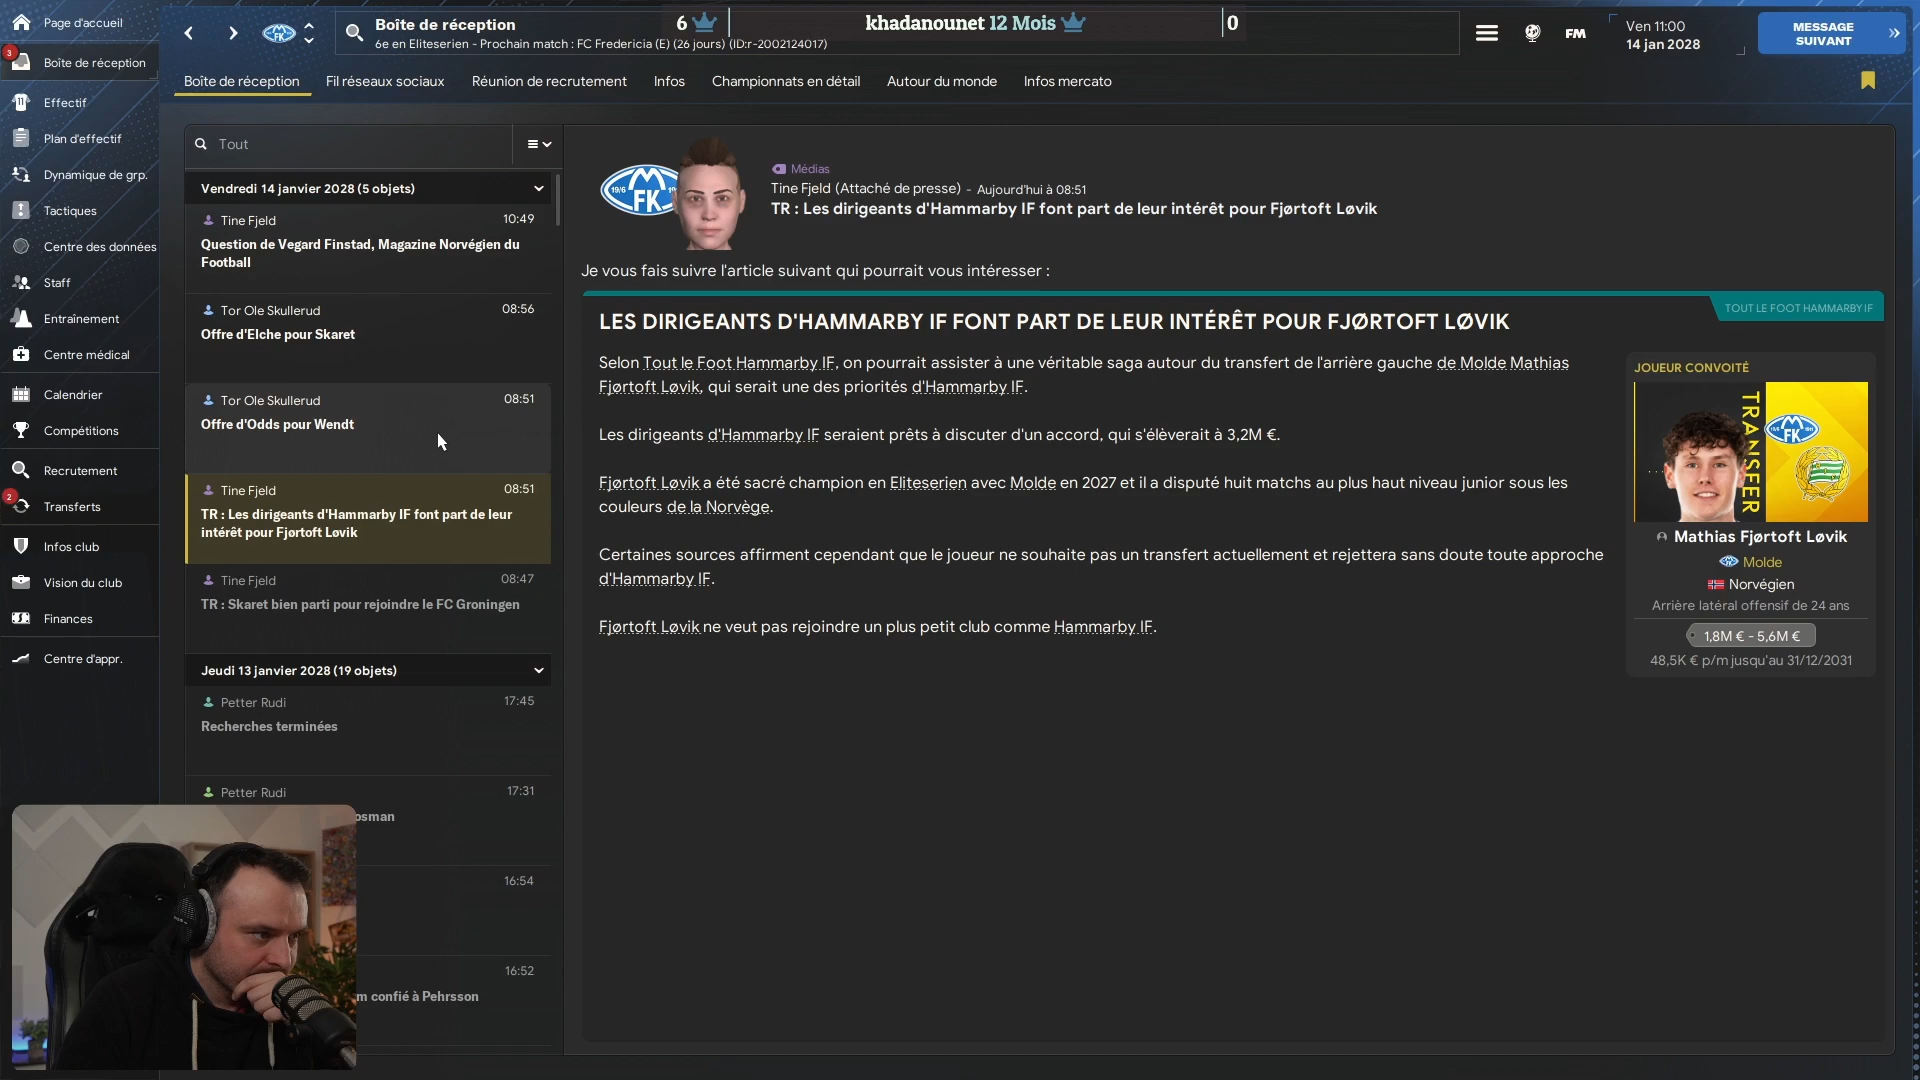 Page d'accueil
3
Boîte de réception
Effectif
Plan d'effectif
Dynamique de grp.
Tactiques
Centre des données
Staff
Entraînement
Centre médical
Calendrier
Compétitions
Recrutement
2
Transferts
Infos club
Vision du club
Finances
Centre d'appr.
Boîte de réception
6e en Eliteserien - Prochain match : FC Fredericia (E) (26 jours) (ID:r-2002124017)
6
khadanounet 12 Mois
0
FM
Ven 11:00
14 jan 2028
MESSAGE
SUIVANT
Boîte de réception
Fil réseaux sociaux
Réunion de recrutement
Infos
Championnats en détail
Autour du monde
Infos mercato
Tout
Vendredi 14 janvier 2028 (5 objets)
Tine Fjeld
10:49
Question de Vegard Finstad, Magazine Norvégien du
Football
Tor Ole Skullerud
08:56
Offre d'Elche pour Skaret
Tor Ole Skullerud
08:51
Offre d'Odds pour Wendt
Tine Fjeld
08:51
TR : Les dirigeants d'Hammarby IF font part de leur
intérêt pour Fjørtoft Løvik
Tine Fjeld
08:47
TR : Skaret bien parti pour rejoindre le FC Groningen
Jeudi 13 janvier 2028 (19 objets)
Petter Rudi
17:45
Recherches terminées
Petter Rudi
17:31
osman
16:54
16:52
m confié à Pehrsson
Médias
Tine Fjeld (Attaché de presse) - Aujourd'hui à 08:51
TR : Les dirigeants d'Hammarby IF font part de leur intérêt pour Fjørtoft Løvik
Je vous fais suivre l'article suivant qui pourrait vous intéresser :
TOUT LE FOOT HAMMARBY IF
LES DIRIGEANTS D'HAMMARBY IF FONT PART DE LEUR INTÉRÊT POUR FJØRTOFT LØVIK
Selon Tout le Foot Hammarby IF, on pourrait assister à une véritable saga autour du transfert de l'arrière gauche de Molde Mathias
Fjørtoft Løvik, qui serait une des priorités d'Hammarby IF.
Les dirigeants d'Hammarby IF seraient prêts à discuter d'un accord, qui s'élèverait à 3,2M €.
Fjørtoft Løvik a été sacré champion en Eliteserien avec Molde en 2027 et il a disputé huit matchs au plus haut niveau junior sous les
couleurs de la Norvège.
Certaines sources affirment cependant que le joueur ne souhaite pas un transfert actuellement et rejettera sans doute toute approche
d'Hammarby IF.
Fjørtoft Løvik ne veut pas rejoindre un plus petit club comme Hammarby IF.
JOUEUR CONVOITÉ
TRANSFER
Mathias Fjørtoft Løvik
Molde
Norvégien
Arrière latéral offensif de 24 ans
1,8M € - 5,6M €
48,5K € p/m jusqu'au 31/12/2031